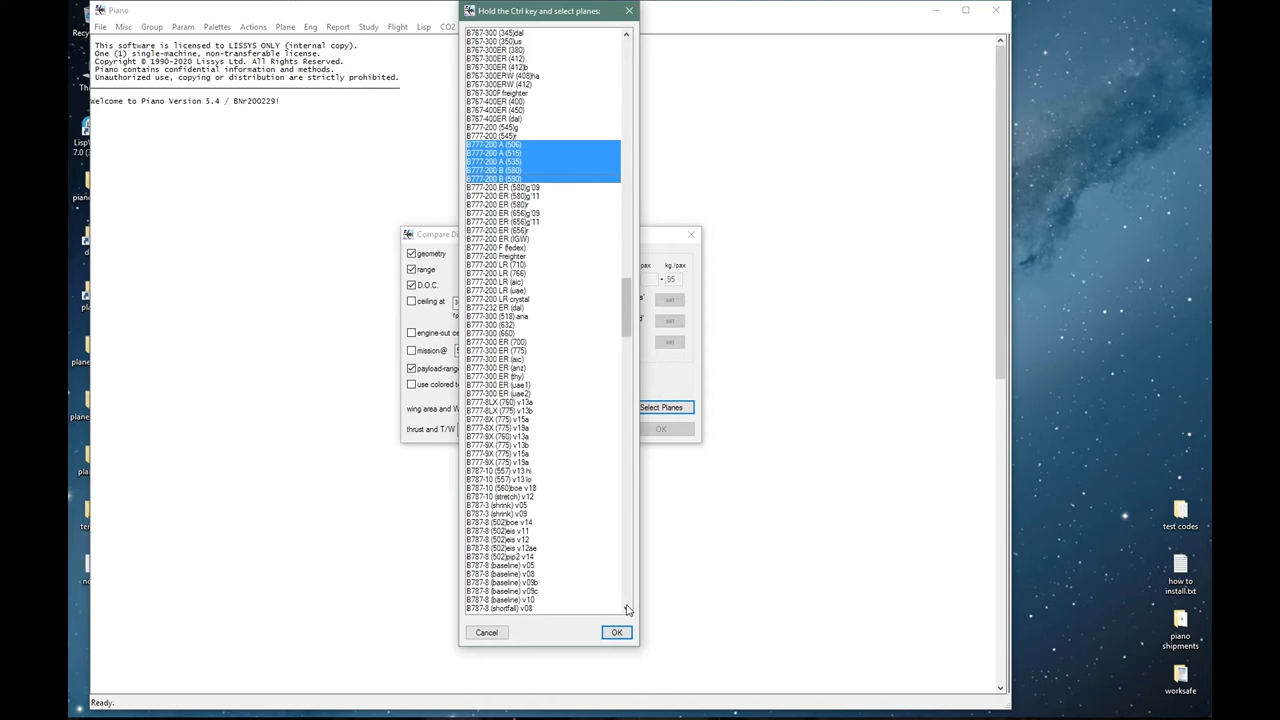 Piano
File Misc Group Param Palettes Actions Plane Eng Report Study Flight Lisp CO2
This software is licensed to LISSYS ONLY (internal copy).
One (1) single-machine, non-transferable license.
Copyright © 1990-2020 Lissys Ltd. All Rights Reserved.
Piano contains confidential information and methods.
Unauthorized use, copying or distribution are strictly prohibited.
Welcome to Piano Version 5.4 / BNr200229!
Hold the Ctrl key and select planes:
B767-300 (345)dal
B767-300 (350)us
B767-300ER (380)
B767-300ER (412)
B767-300ER (412)b
B767-300ERW (408)ha
B767-300ERW (412)
B767-300F freighter
B767-400ER (400)
B767-400ER (450)
B767-400ER (dal)
B777-200 (545)g
B777-200 (545)r
B777-200 A (506)
B777-200 A (515)
B777-200 A (535)
B777-200 B (580)
B777-200 B (590)
B777-200 ER (580)g'09
B777-200 ER (580)g'11
B777-200 ER (580)r
B777-200 ER (656)g'09
B777-200 ER (656)g'11
B777-200 ER (656)r
B777-200 ER (IGW)
B777-200 F (fedex)
B777-200 Freighter
B777-200 LR (710)
B777-200 LR (766)
B777-200 LR (aic)
B777-200 LR (uae)
B777-200 LR crystal
B777-232 ER (dal)
B777-300 (518) ana
B777-300 (632)
B777-300 (660)
B777-300 ER (700)
B777-300 ER (775)
B777-300 ER (aic)
B777-300 ER (anz)
B777-300 ER (thy)
B777-300 ER (uae1)
B777-300 ER (uae2)
B777-8LX (760) v13a
B777-8LX (775) v13b
B777-8X (775) v15a
B777-8X (775) v19a
B777-9X (760) v13a
B777-9X (775) v13b
B777-9X (775) v15a
B777-9X (775) v19a
B787-10 (557) v13 hi
B787-10 (557) v13 lo
B787-10 (560)boe v18
B787-10 (stretch) v12
B787-3 (shrink) v05
B787-3 (shrink) v09
B787-8 (502)boe v14
B787-8 (502)eis v11
B787-8 (502)eis v12
B787-8 (502)eis v12ae
B787-8 (502)pip2 v14
B787-8 (baseline) v05
B787-8 (baseline) v08
B787-8 (baseline) v09b
B787-8 (baseline) v09c
B787-8 (baseline) v10
B787-8 (shortfall) v08
Cancel OK
Compare Di
geometry
range
D.O.C.
ceiling at
engine-out ce
mission@
payload-range
use colored t
wing area and W
thrust and T/W
pax kg./pax
- 95
set
set
set
Select Planes
OK
Ready.
test codes
how to
install.txt
piano
shipments
worksafe